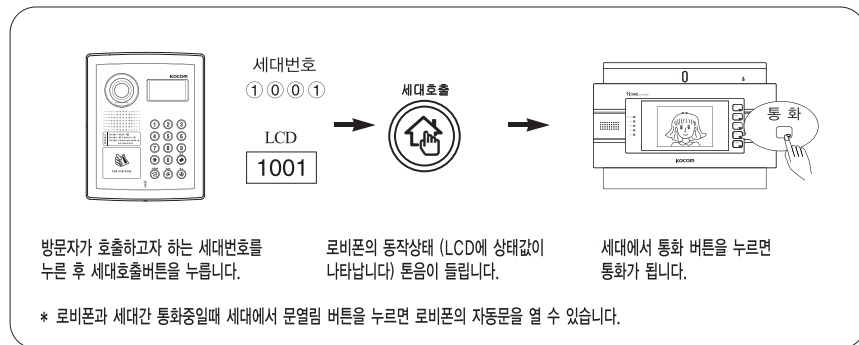 세대번호
① ⓪ ⓪ ①
LCD
1001
세대호출
KOCOM
통 화
KOCOM
방문자가 호출하고자 하는 세대번호를
누른 후 세대호출버튼을 누릅니다.
로비폰의 동작상태 (LCD에 상태값이
나타납니다) 톤음이 들립니다.
세대에서 통화 버튼을 누르면
통화가 됩니다.
* 로비폰과 세대간 통화중일때 세대에서 문열림 버튼을 누르면 로비폰의 자동문을 열 수 있습니다.